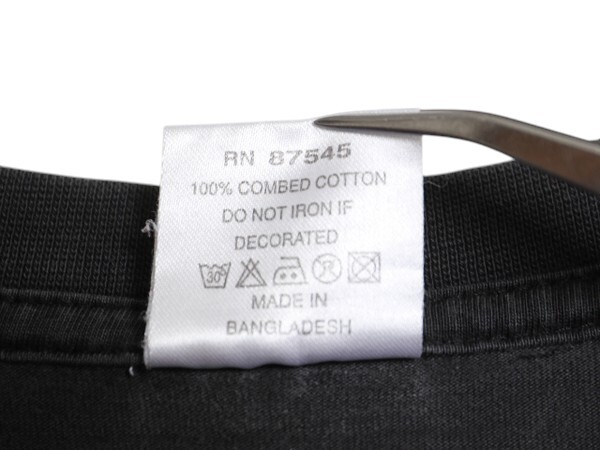 RN 87545
100% COMBED COTTON
DO NOT IRON IF
DECORATED
30° R
MADE IN
BANGLADESH